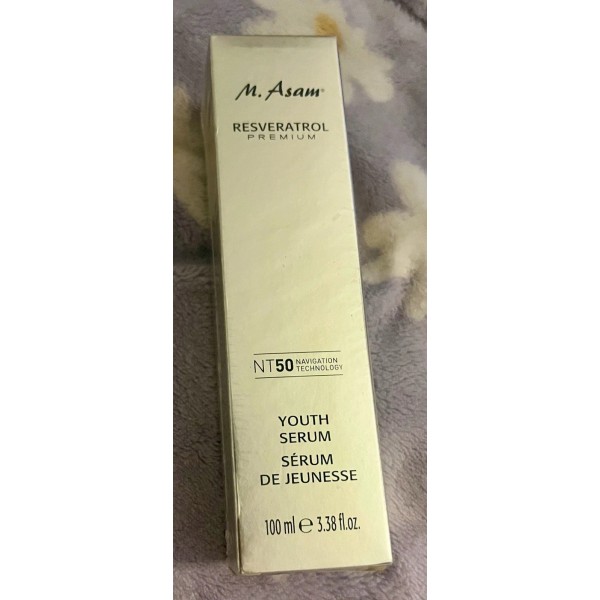 M. Asam®
RESVERATROL
PREMIUM
NT50 NAVIGATION
TECHNOLOGY
YOUTH
SERUM
SÉRUM
DE JEUNESSE
100 ml ℮ 3.38 fl.oz.